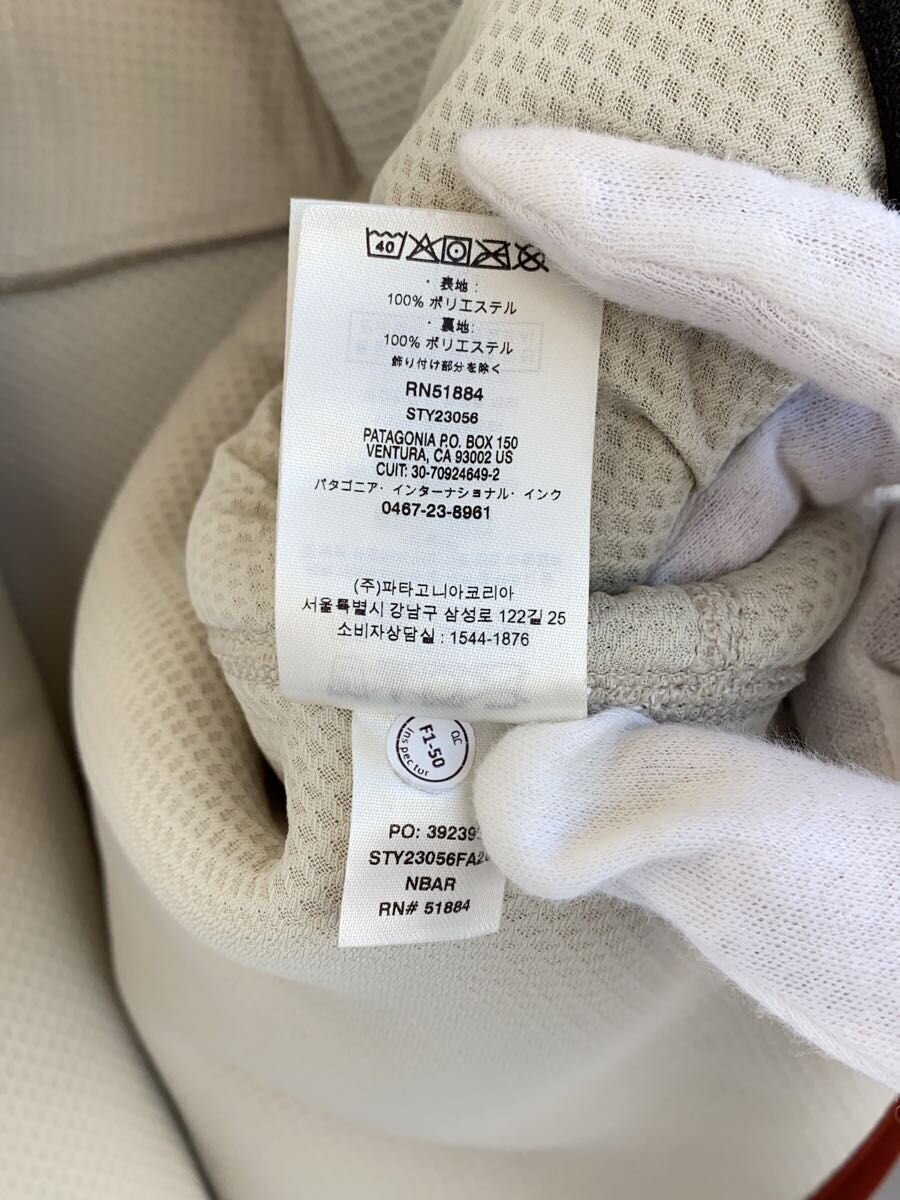 40
・表地:
100% ポリエステル
・裏地:
100% ポリエステル
飾り付け部分を除く
RN51884
STY23056
PATAGONIA P.O. BOX 150
VENTURA, CA 93002 US
CUIT: 30-70924649-2
パタゴニア・インターナショナル・インク
0467-23-8961
(주)파타고니아코리아
서울특별시 강남구 삼성로 122길 25
소비자상담실 : 1544-1876
QC
F1-50
inspector
PO: 39239
STY23056FA2
NBAR
RN# 51884